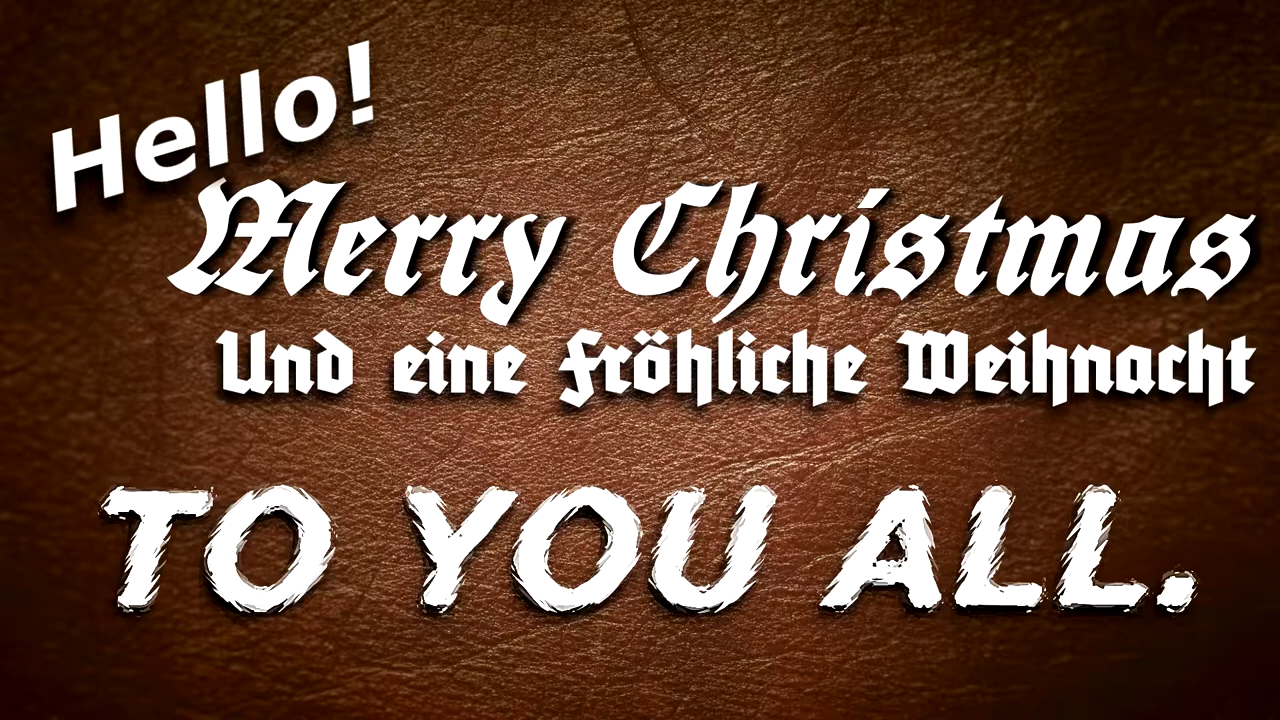 Hello!
Merry Christmas
Und eine Fröhliche Weihnacht
TO YOU ALL.